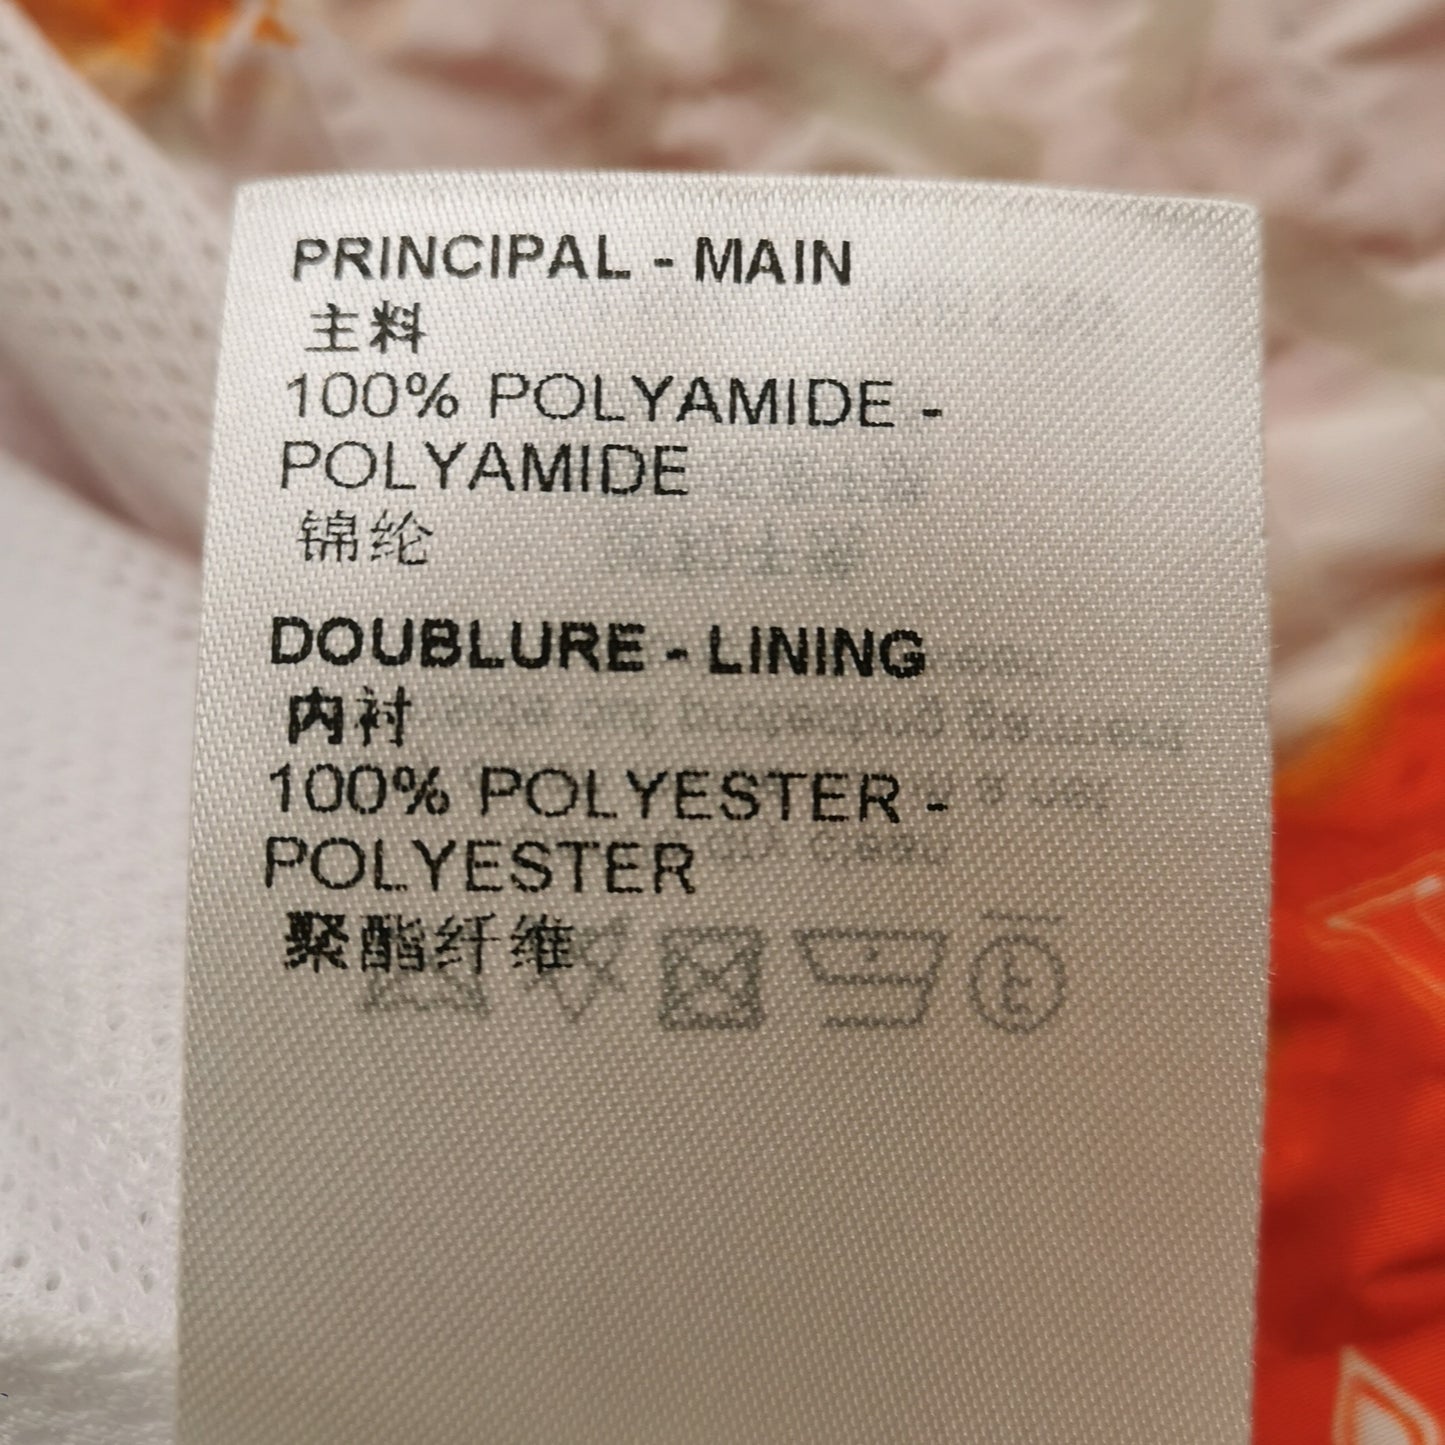 PRINCIPAL - MAIN
主料
100% POLYAMIDE -
POLYAMIDE
锦纶
DOUBLURE - LINING
内衬
100% POLYESTER -
POLYESTER
聚酯纤维